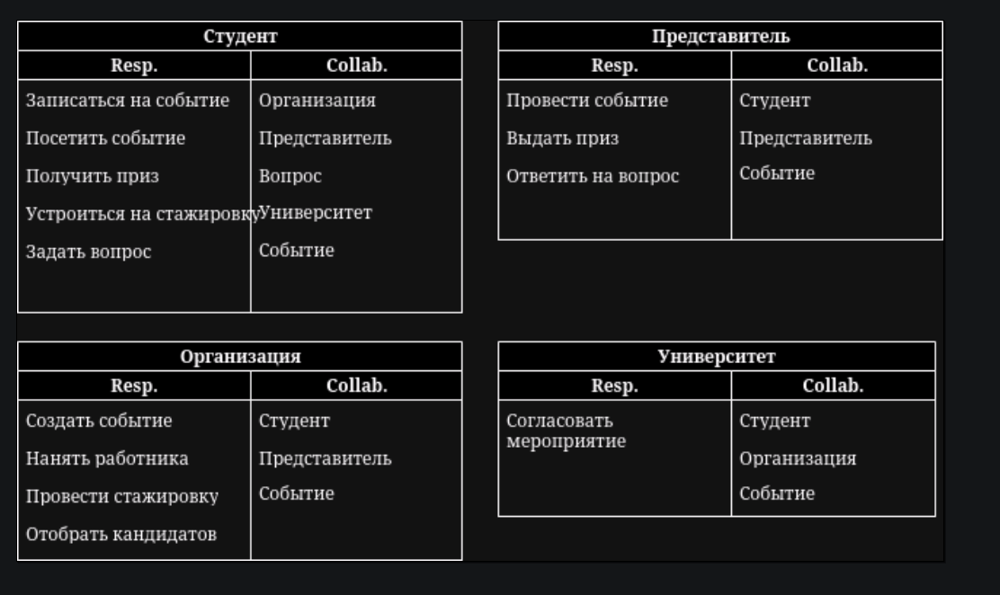 Студент
Resp.
Collab.
Записаться на событие
Организация
Посетить событие
Представитель
Получить приз
Вопрос
Устроиться на стажировку
Университет
Задать вопрос
Событие
Представитель
Resp.
Collab.
Провести событие
Студент
Выдать приз
Представитель
Ответить на вопрос
Событие
Организация
Resp.
Collab.
Создать событие
Студент
Нанять работника
Представитель
Провести стажировку
Событие
Отобрать кандидатов
Университет
Resp.
Collab.
Согласовать
мероприятие
Студент
Организация
Событие